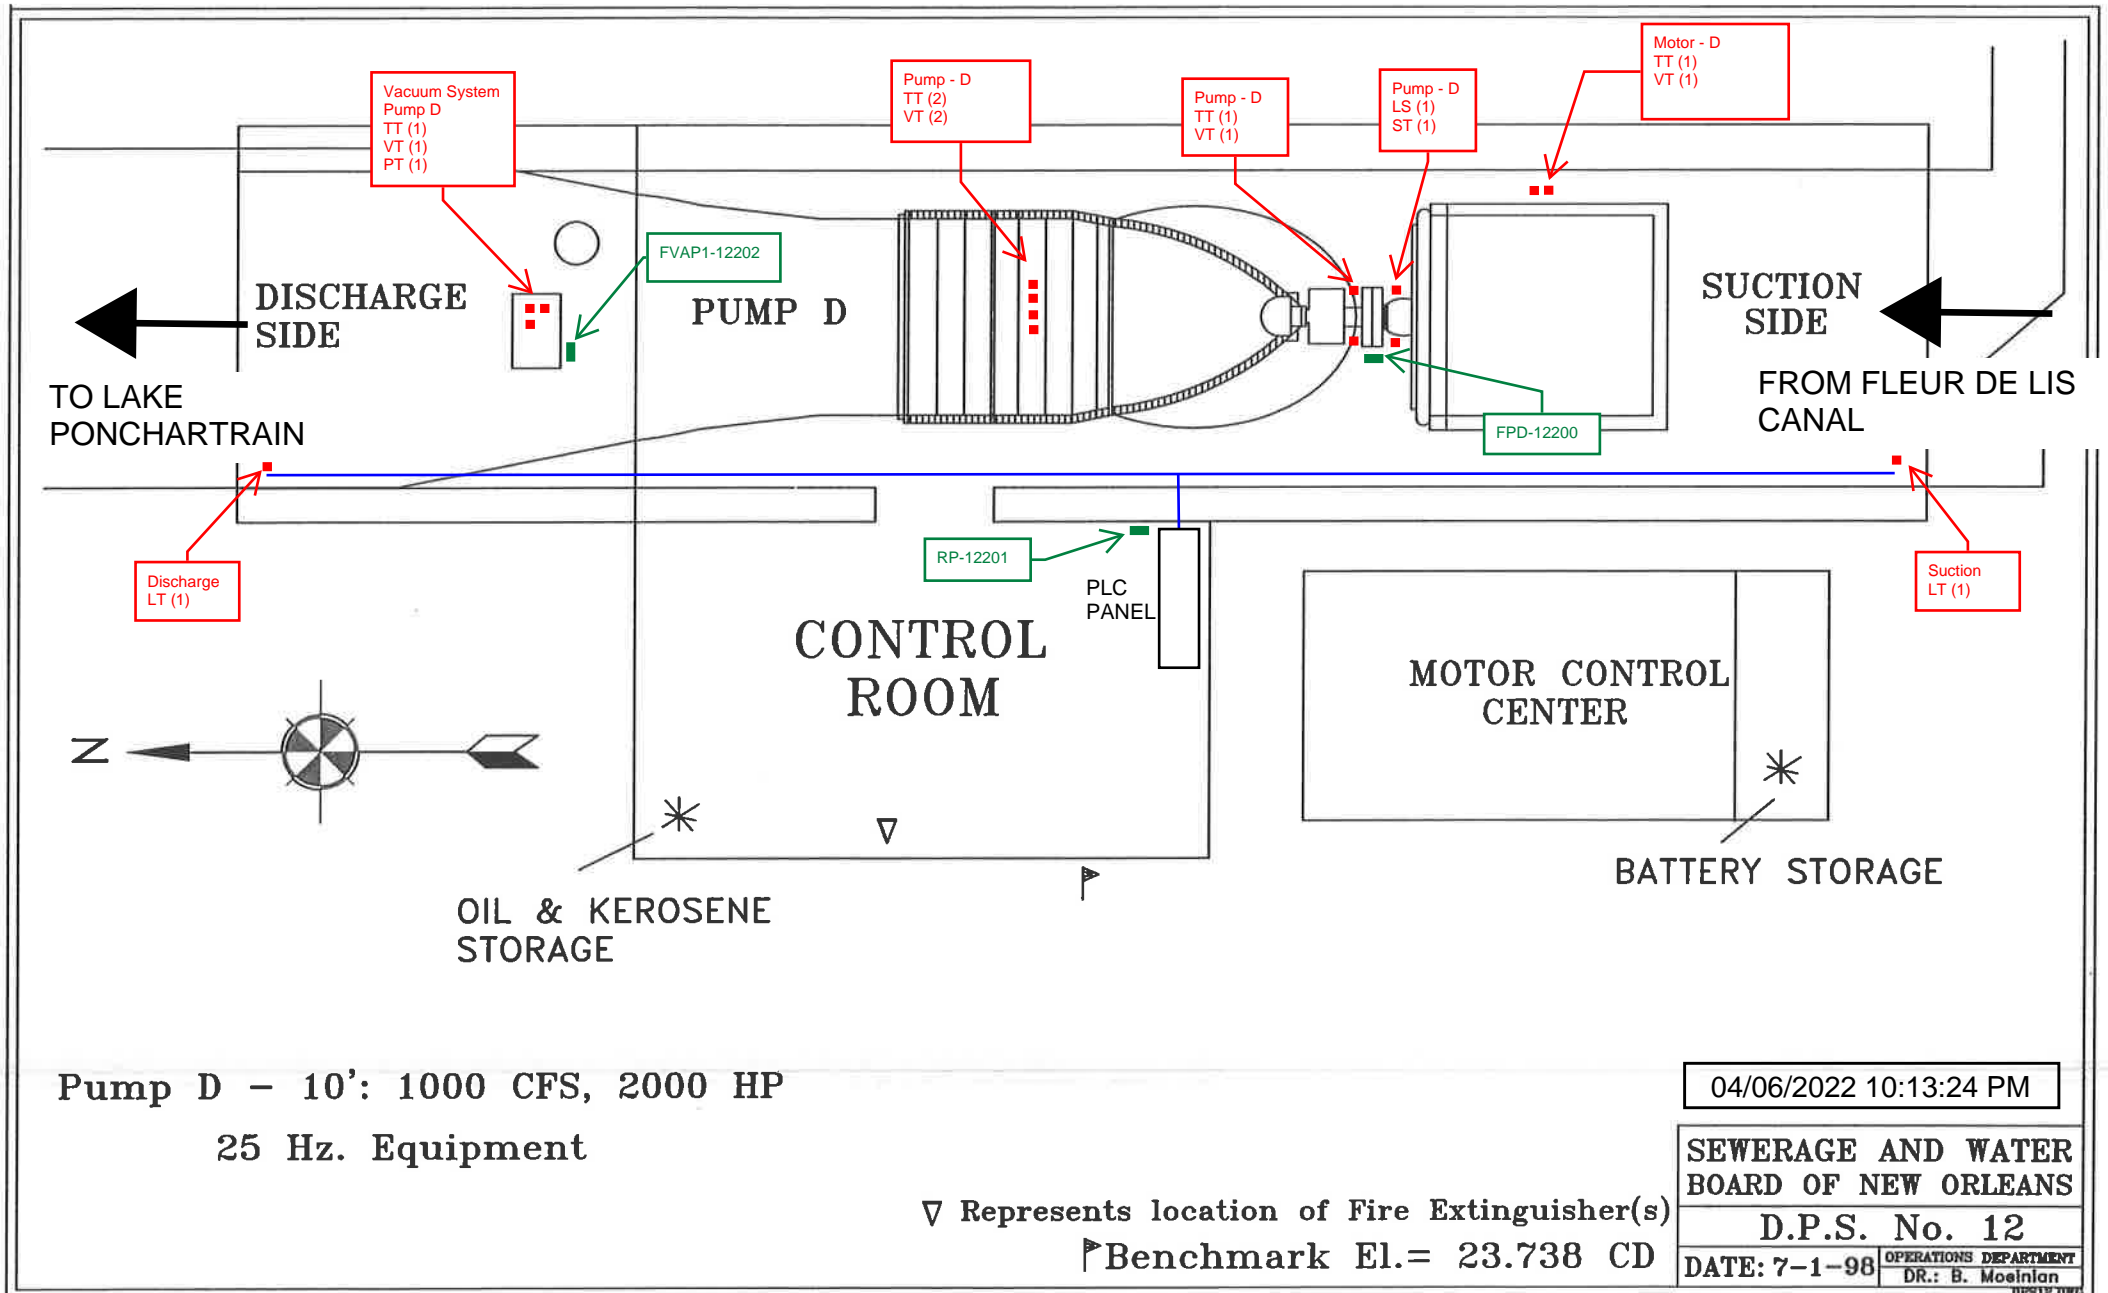 Vacuum System
Pump D
TT (1)
VT (1)
PT (1)
Pump - D
TT (2)
VT (2)
Pump - D
TT (1)
VT (1)
Pump - D
LS (1)
ST (1)
Motor - D
TT (1)
VT (1)
FVAP1-12202
DISCHARGE
SIDE
PUMP D
SUCTION
SIDE
TO LAKE
PONCHARTRAIN
FROM FLEUR DE LIS
CANAL
FPD-12200
Discharge
LT (1)
RP-12201
PLC
PANEL
Suction
LT (1)
CONTROL
ROOM
MOTOR CONTROL
CENTER
N
OIL & KEROSENE
STORAGE
BATTERY STORAGE
Pump D - 10': 1000 CFS, 2000 HP
25 Hz. Equipment
04/06/2022 10:13:24 PM
Represents location of Fire Extinguisher(s)
Benchmark El.= 23.738 CD
SEWERAGE AND WATER
BOARD OF NEW ORLEANS
D.P.S. No. 12
DATE: 7-1-98
OPERATIONS DEPARTMENT
DR.: B. Moeinian